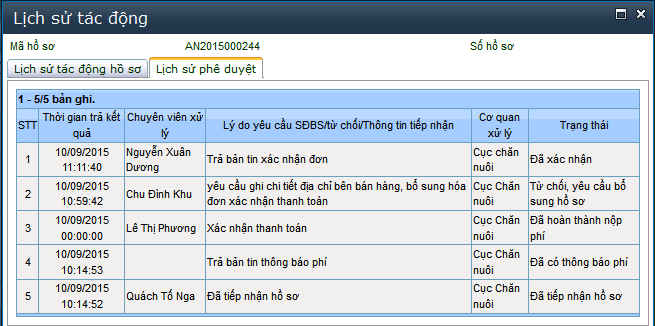 Lịch sử tác động
Mã hồ sơ AN2015000244 Số hồ sơ
Lịch sử tác động hồ sơ Lịch sử phê duyệt
1 - 5/5 bản ghi.
STT Thời gian trả kết quả Chuyên viên xử lý Lý do yêu cầu SĐBS/từ chối/Thông tin tiếp nhận Cơ quan xử lý Trạng thái
1 10/09/2015 11:11:40 Nguyễn Xuân Dương Trả bản tin xác nhận đơn Cục chăn nuôi Đã xác nhận
2 10/09/2015 10:59:42 Chu Đình Khu yêu cầu ghi chi tiết địa chỉ bên bán hàng, bổ sung hóa đơn xác nhận thanh toán Cục Chăn nuôi Từ chối, yêu cầu bổ sung hồ sơ
3 10/09/2015 00:00:00 Lê Thị Phương Xác nhận thanh toán Cục Chăn nuôi Đã hoàn thành nộp phí
4 10/09/2015 10:14:53 Trả bản tin thông báo phí Cục Chăn nuôi Đã có thông báo phí
5 10/09/2015 10:14:52 Quách Tố Nga Đã tiếp nhận hồ sơ Cục Chăn nuôi Đã tiếp nhận hồ sơ